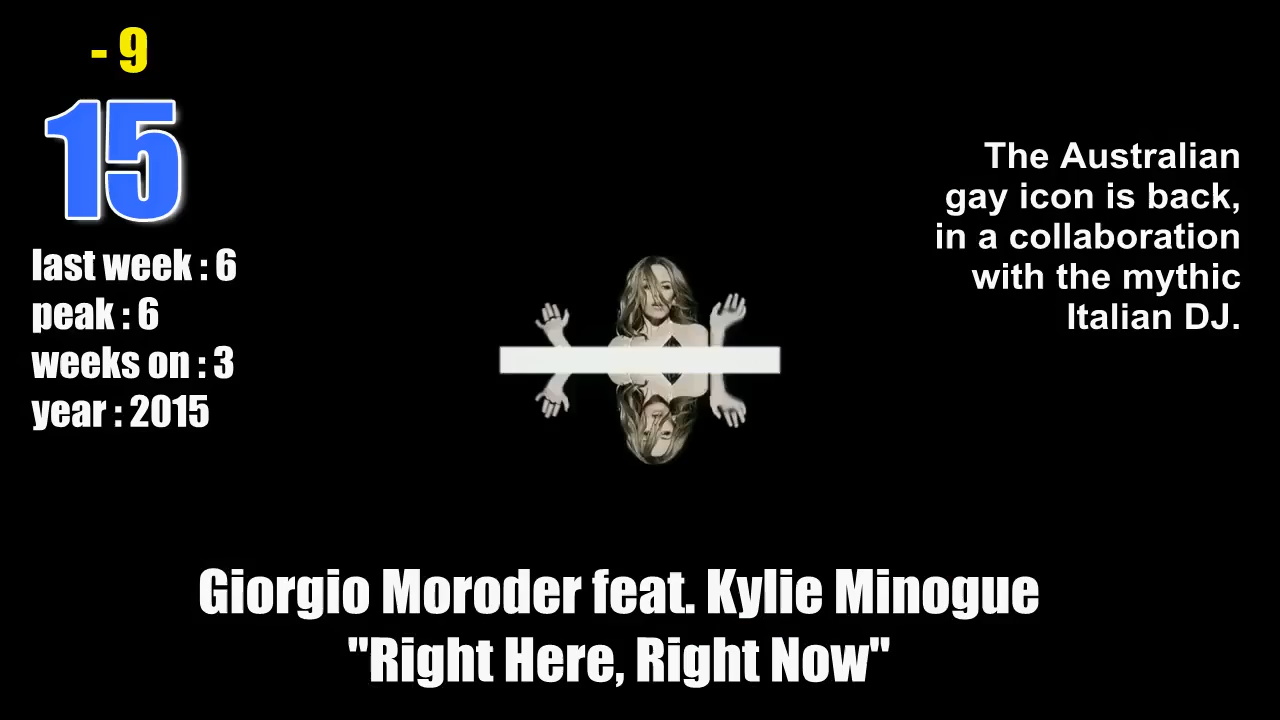 - 9
15
last week : 6
peak : 6
weeks on : 3
year : 2015
The Australian
gay icon is back,
in a collaboration
with the mythic
Italian DJ.
Giorgio Moroder feat. Kylie Minogue
"Right Here, Right Now"